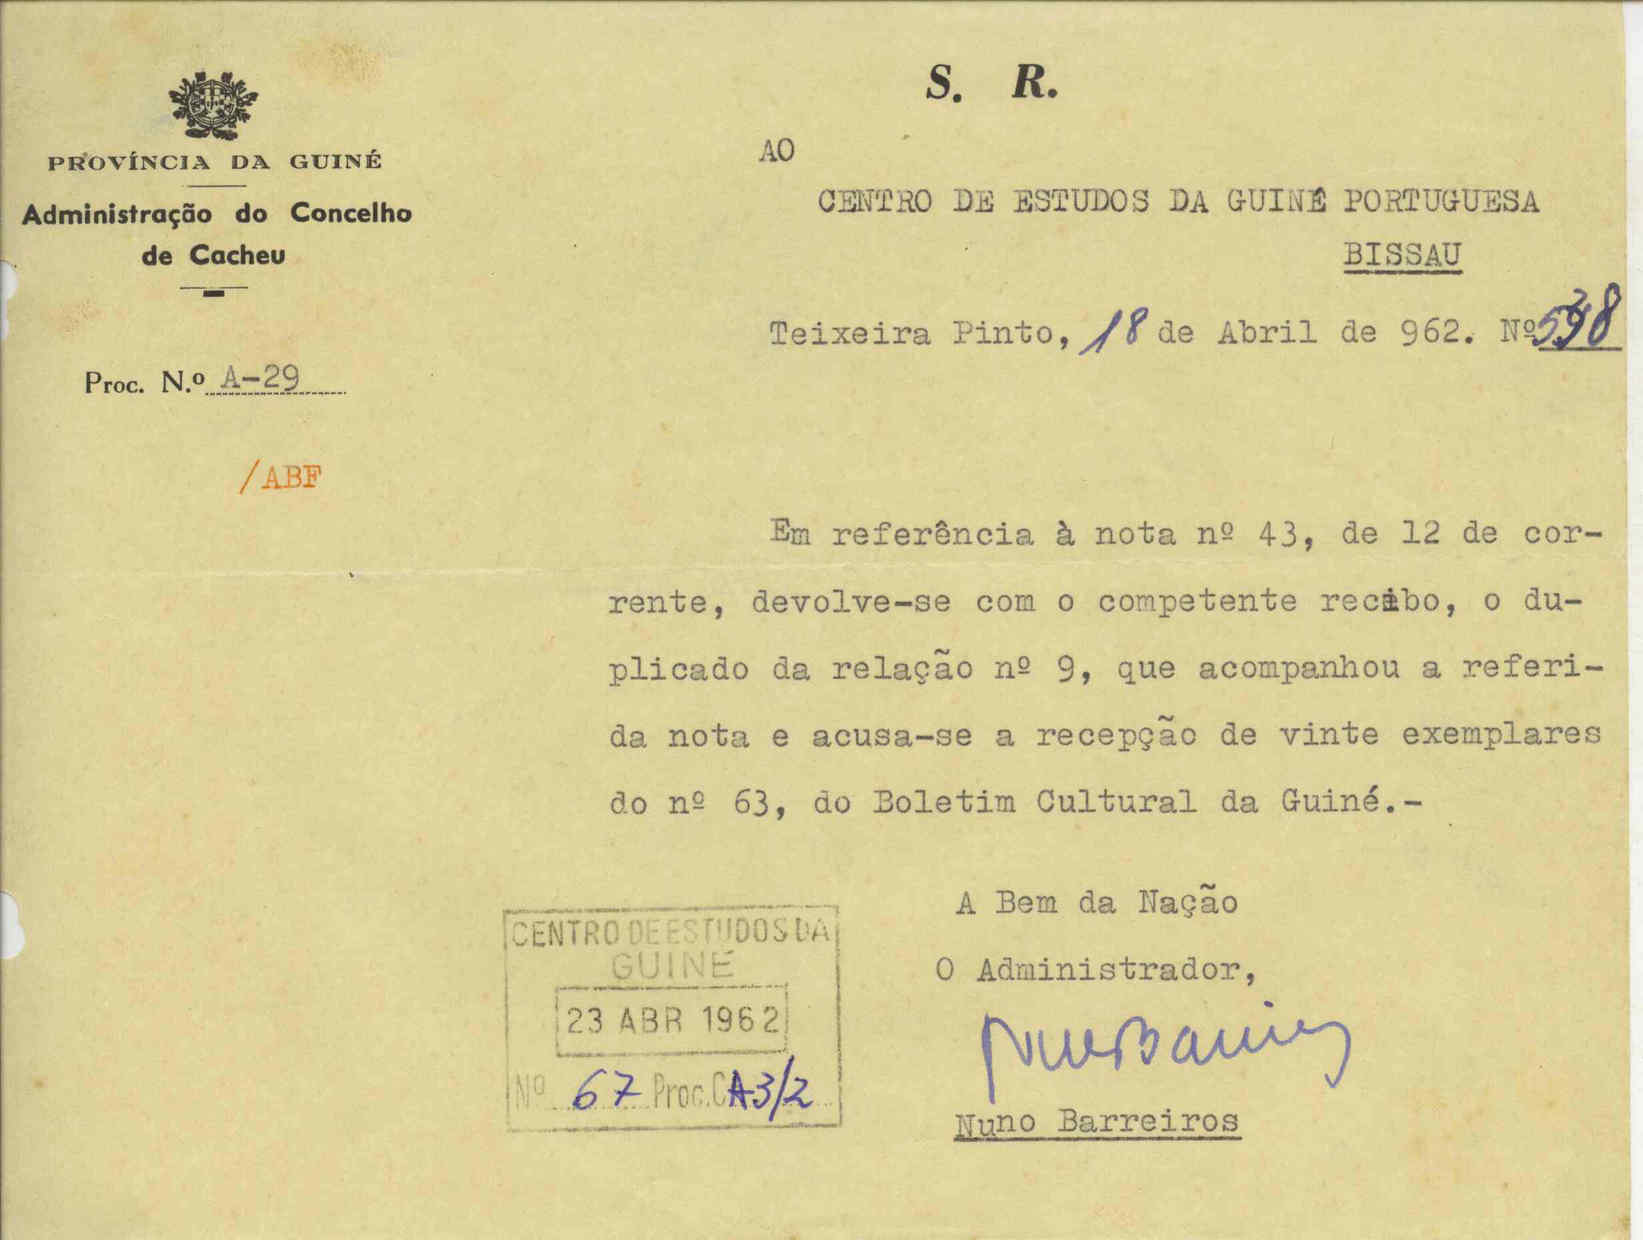 S. R.
PROVÍNCIA DA GUINÉ
Administração do Concelho
de Cacheu
Proc. N.º A-29
/ABF
AO
CENTRO DE ESTUDOS DA GUINÉ PORTUGUESA
BISSAU
Teixeira Pinto, 18 de Abril de 962. Nº
Em referência à nota nº 43, de 12 de cor-
rente, devolve-se com o competente recibo, o du-
plicado da relação nº 9, que acompanhou a referi-
da nota e acusa-se a recepção de vinte exemplares
do nº 63, do Boletim Cultural da Guiné.-
A Bem da Nação
O Administrador,
Nuno Barreiros
Nuno Barreiros
CENTRO DE ESTUDOS DA
GUINÉ
23 ABR 1962
Nº 67 Proc. CA3/2